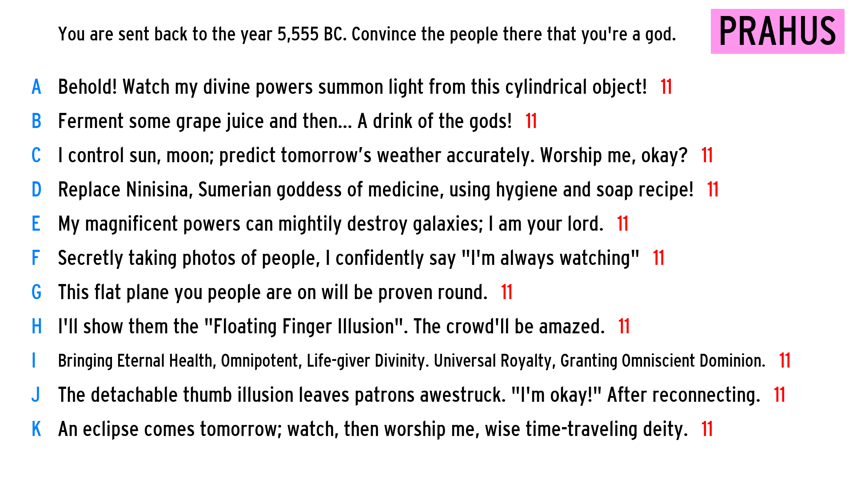 You are sent back to the year 5,555 BC. Convince the people there that you're a god. PRAHUS
A Behold! Watch my divine powers summon light from this cylindrical object! 11
B Ferment some grape juice and then... A drink of the gods! 11
C I control sun, moon; predict tomorrow's weather accurately. Worship me, okay? 11
D Replace Ninisina, Sumerian goddess of medicine, using hygiene and soap recipe! 11
E My magnificent powers can mightily destroy galaxies; I am your lord. 11
F Secretly taking photos of people, I confidently say "I'm always watching" 11
G This flat plane you people are on will be proven round. 11
H I'll show them the "Floating Finger Illusion". The crowd'll be amazed. 11
I Bringing Eternal Health, Omnipotent, Life-giver Divinity. Universal Royalty, Granting Omniscient Dominion. 11
J The detachable thumb illusion leaves patrons awestruck. "I'm okay!" After reconnecting. 11
K An eclipse comes tomorrow; watch, then worship me, wise time-traveling deity. 11